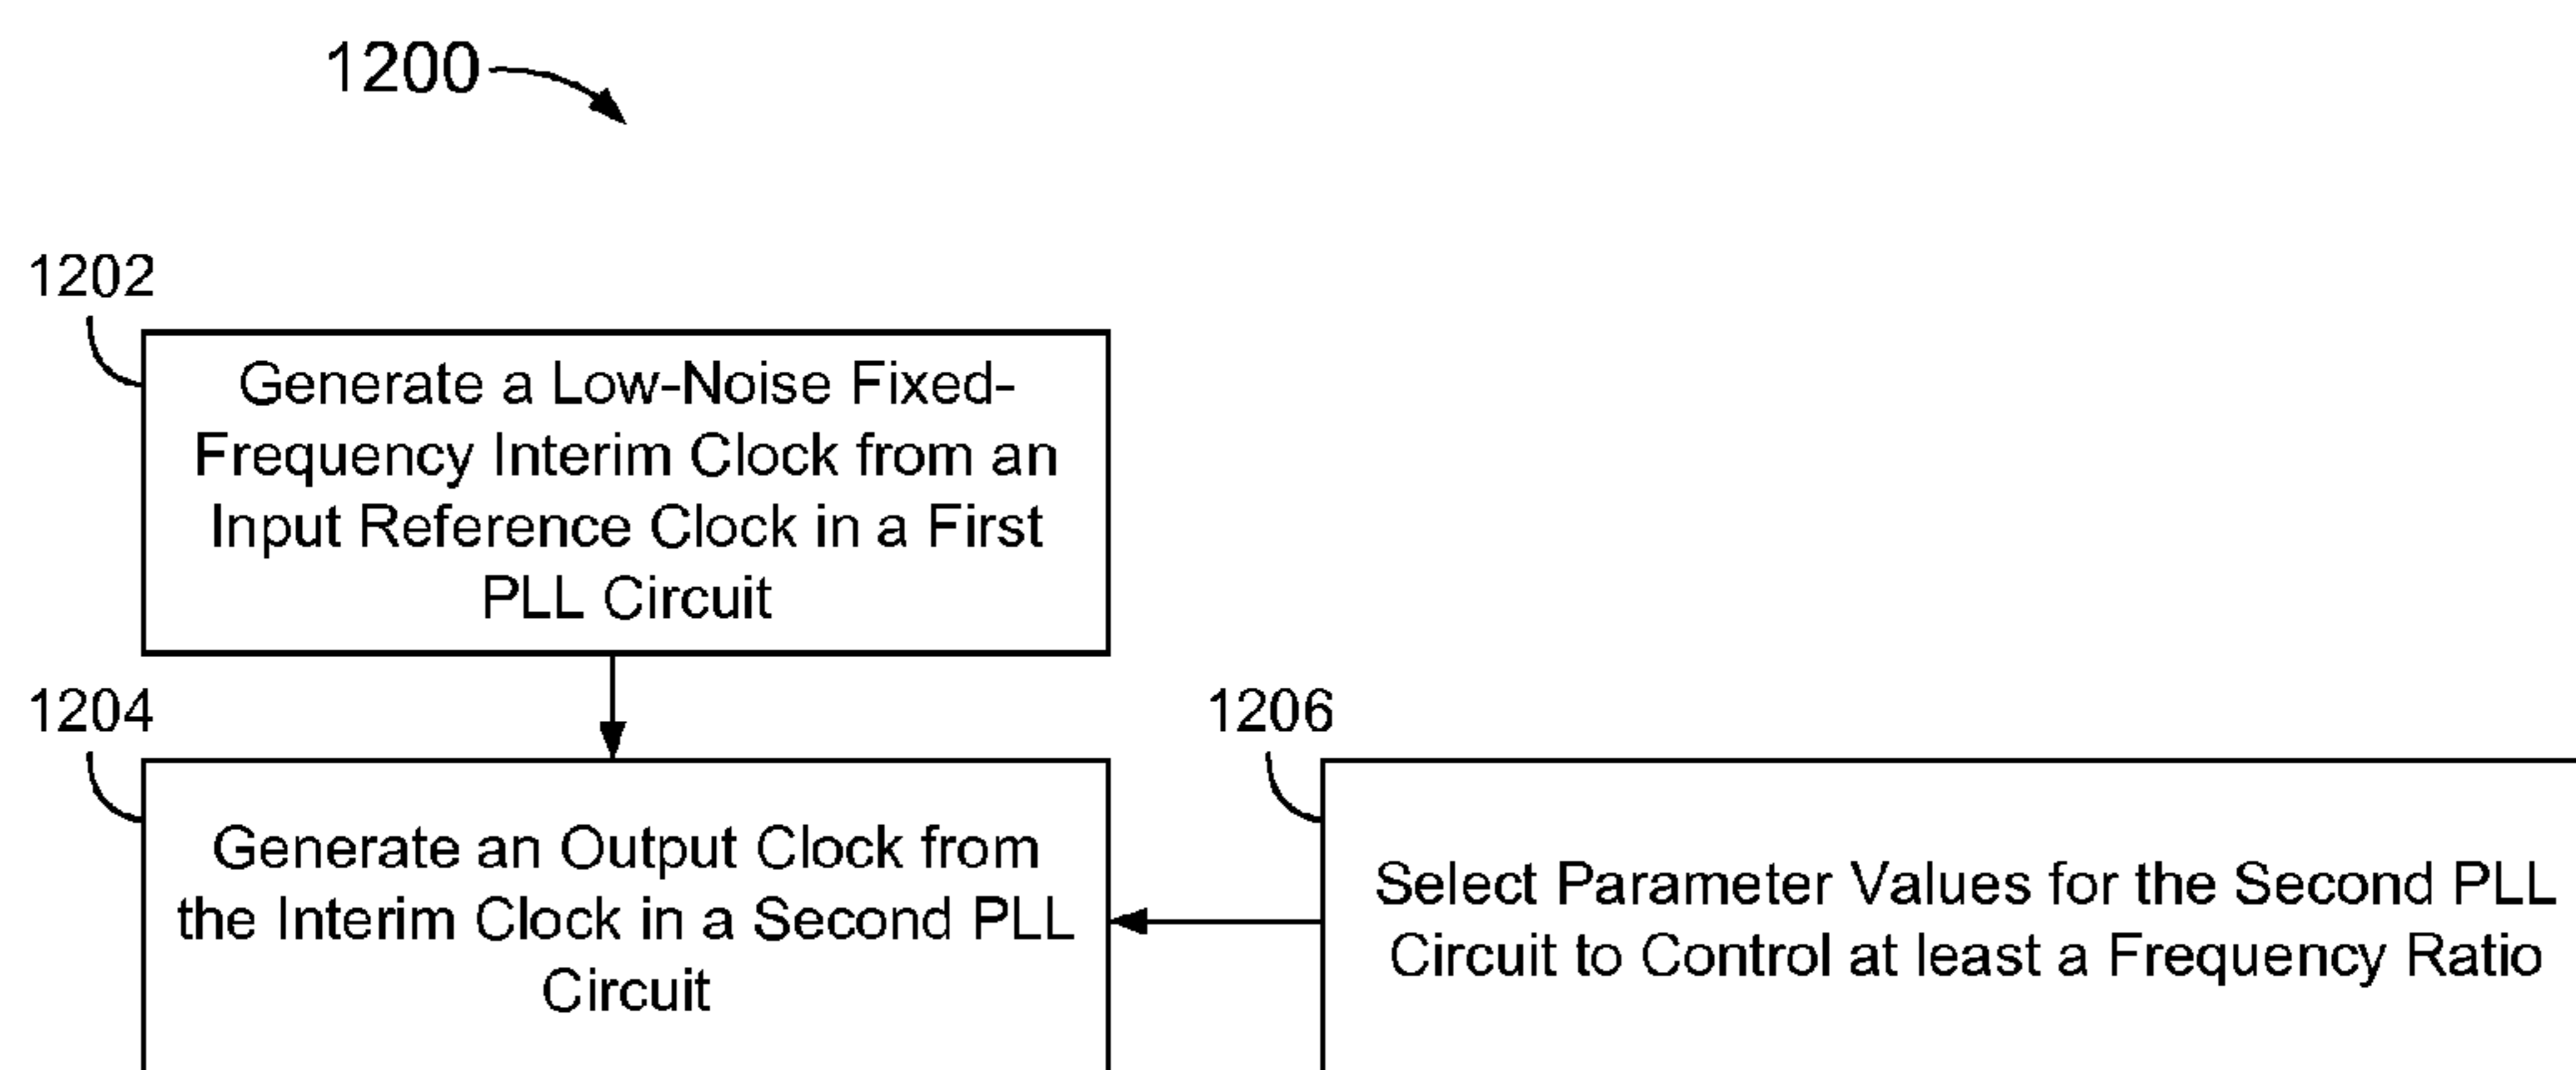 1200
1202
Generate a Low-Noise Fixed-
Frequency Interim Clock from an
Input Reference Clock in a First
PLL Circuit
1204
Generate an Output Clock from
the Interim Clock in a Second PLL
Circuit
1206
Select Parameter Values for the Second PLL
Circuit to Control at least a Frequency Ratio